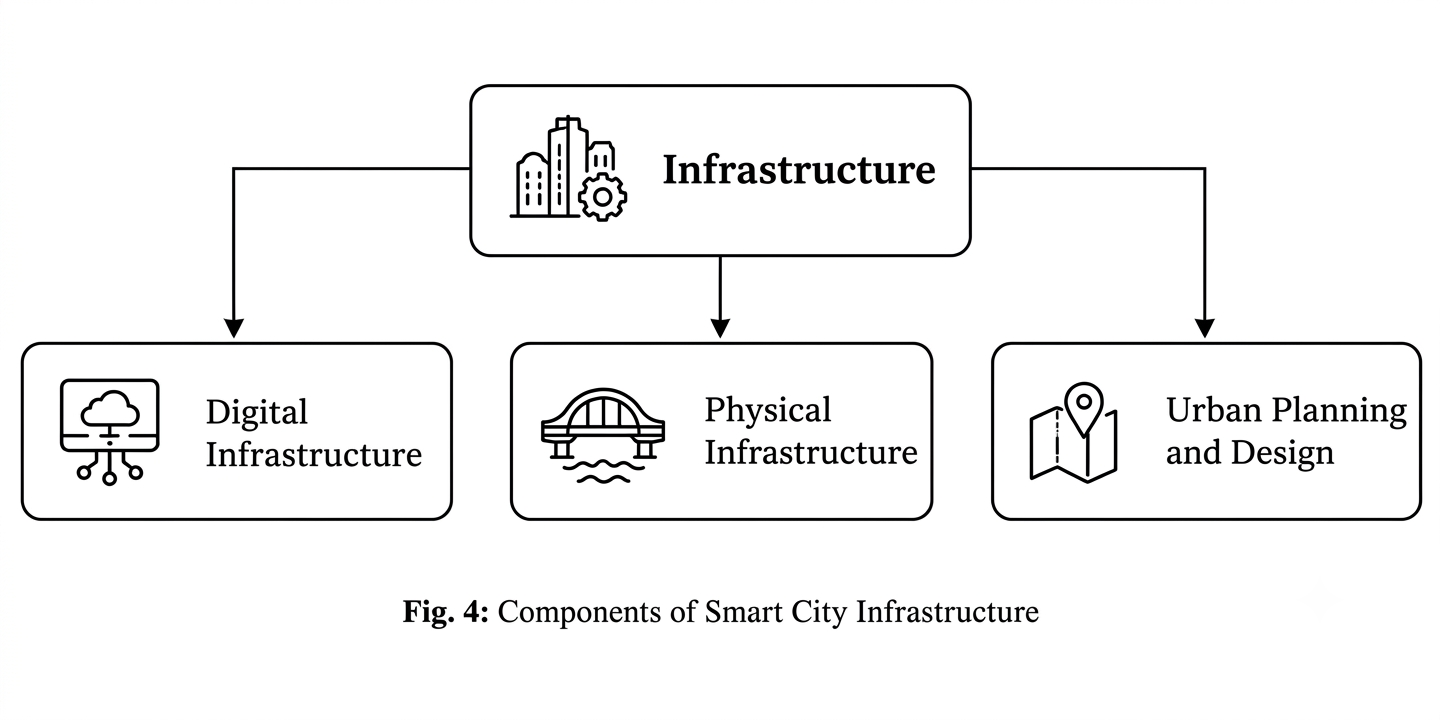 Infrastructure
Digital
Infrastructure
Physical
Infrastructure
Urban Planning
and Design
Fig. 4: Components of Smart City Infrastructure